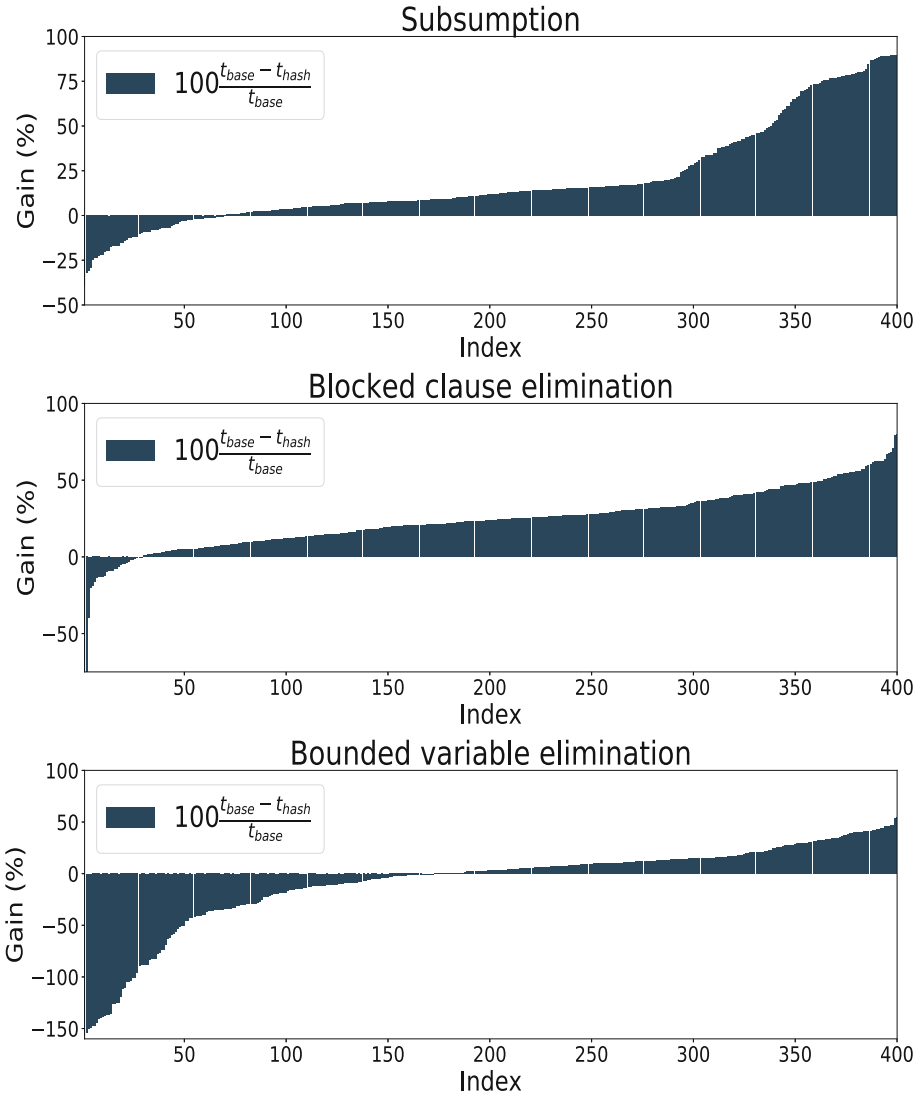 Subsumption
100
75
50
25
0
−25
−50
Gain (%)
100 (t_base − t_hash) / t_base
50 100 150 200 250 300 350 400
Index
Blocked clause elimination
100
50
0
−50
Gain (%)
100 (t_base − t_hash) / t_base
50 100 150 200 250 300 350 400
Index
Bounded variable elimination
100
50
0
−50
−100
−150
Gain (%)
100 (t_base − t_hash) / t_base
50 100 150 200 250 300 350 400
Index